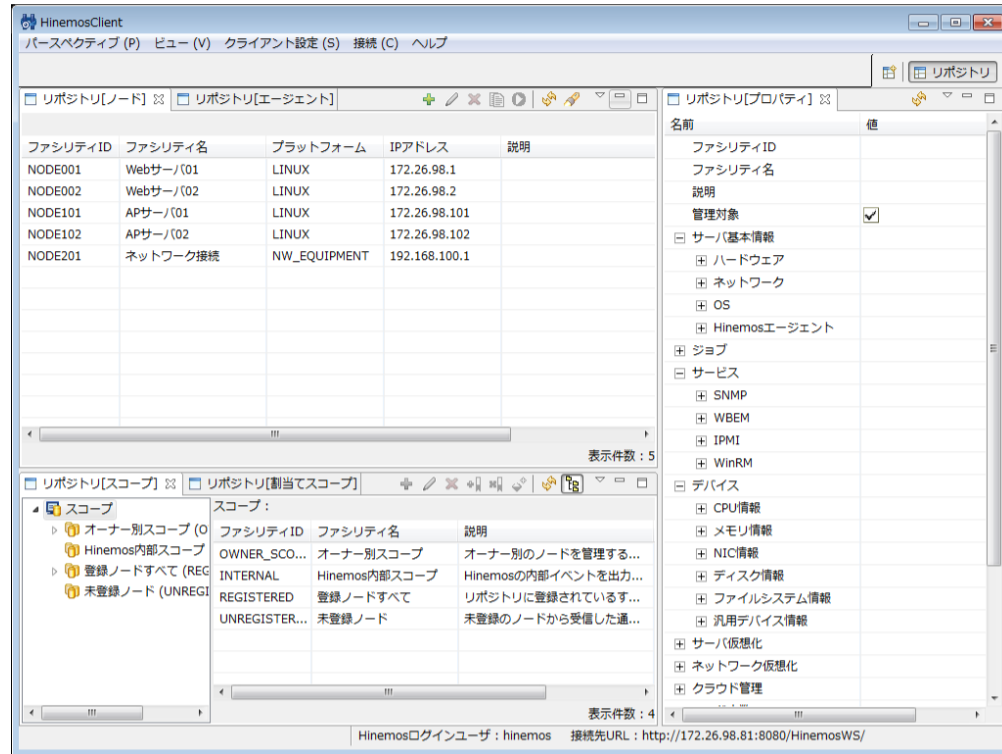 HinemosClient
パースペクティブ (P) ビュー (V) クライアント設定 (S) 接続 (C) ヘルプ
リポジトリ
リポジトリ[ノード] リポジトリ[エージェント]
ファシリティID ファシリティ名 プラットフォーム IPアドレス 説明
NODE001 Webサーバ01 LINUX 172.26.98.1
NODE002 Webサーバ02 LINUX 172.26.98.2
NODE101 APサーバ01 LINUX 172.26.98.101
NODE102 APサーバ02 LINUX 172.26.98.102
NODE201 ネットワーク接続 NW_EQUIPMENT 192.168.100.1
表示件数：5
リポジトリ[スコープ] リポジトリ[割当てスコープ]
スコープ
オーナー別スコープ (O
Hinemos内部スコープ
登録ノードすべて (REG
未登録ノード (UNREGI
スコープ：
ファシリティID ファシリティ名 説明
OWNER_SCO... オーナー別スコープ オーナー別のノードを管理する...
INTERNAL Hinemos内部スコープ Hinemosの内部イベントを出力...
REGISTERED 登録ノードすべて リポジトリに登録されているす...
UNREGISTER... 未登録ノード 未登録のノードから受信した通...
表示件数：4
リポジトリ[プロパティ]
名前 値
ファシリティID
ファシリティ名
説明
管理対象
サーバ基本情報
ハードウェア
ネットワーク
OS
Hinemosエージェント
ジョブ
サービス
SNMP
WBEM
IPMI
WinRM
デバイス
CPU情報
メモリ情報
NIC情報
ディスク情報
ファイルシステム情報
汎用デバイス情報
サーバ仮想化
ネットワーク仮想化
クラウド管理
Hinemosログインユーザ：hinemos 接続先URL：http://172.26.98.81:8080/HinemosWS/